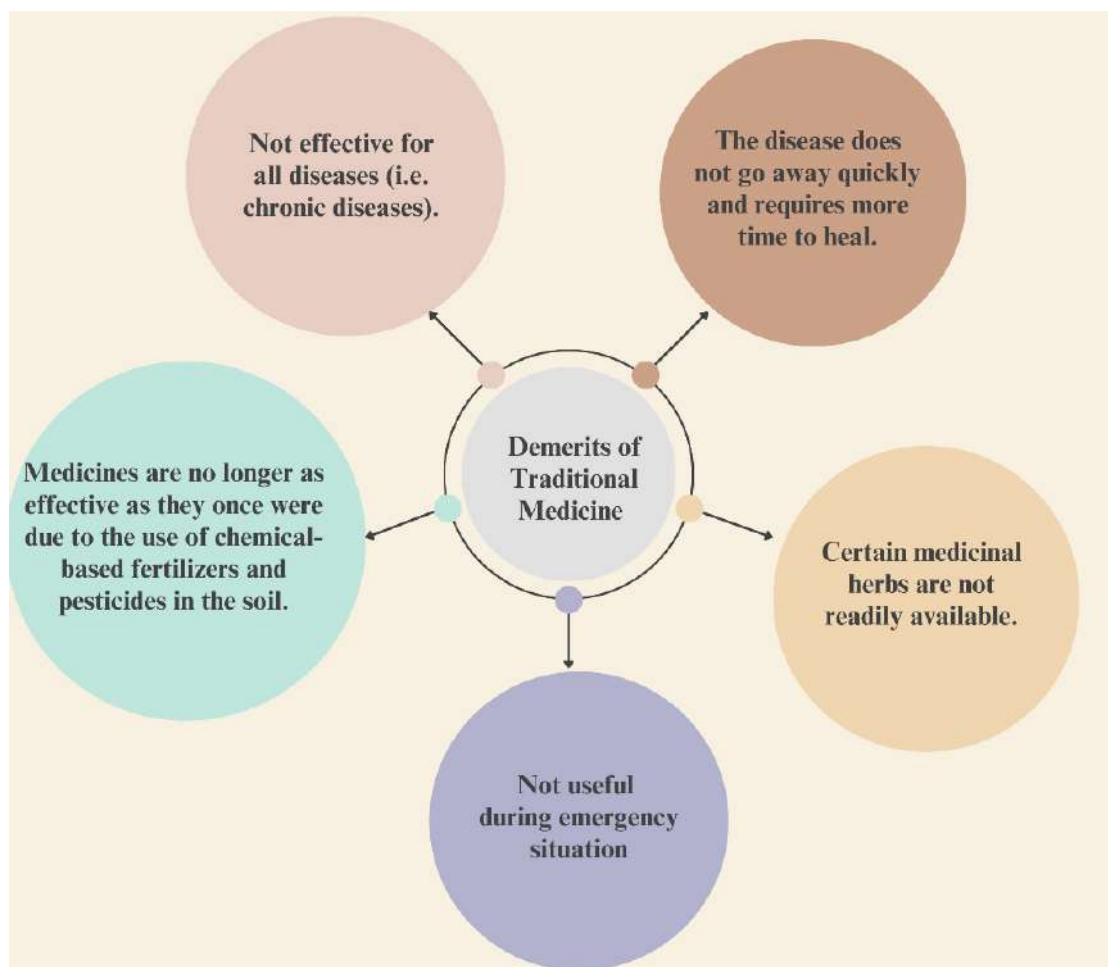 Not effective for
all diseases (i.e.
chronic diseases).
The disease does
not go away quickly
and requires more
time to heal.
Demerits of
Traditional
Medicine
Medicines are no longer as
effective as they once were
due to the use of chemical-
based fertilizers and
pesticides in the soil.
Certain medicinal
herbs are not
readily available.
Not useful
during emergency
situation